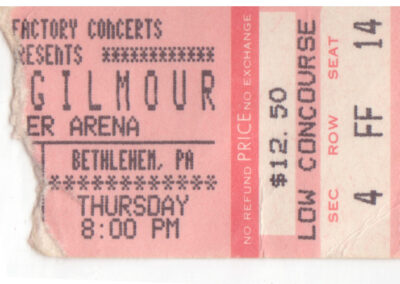 FACTORY CONCERTS
RESENTS ************
GILMOUR
ER ARENA
BETHLEHEM, PA
***************
THURSDAY
8:00 PM
NO REFUND PRICE NO EXCHANGE
$12.50
LOW CONCOURSE
SEC ROW SEAT
4 FF 14